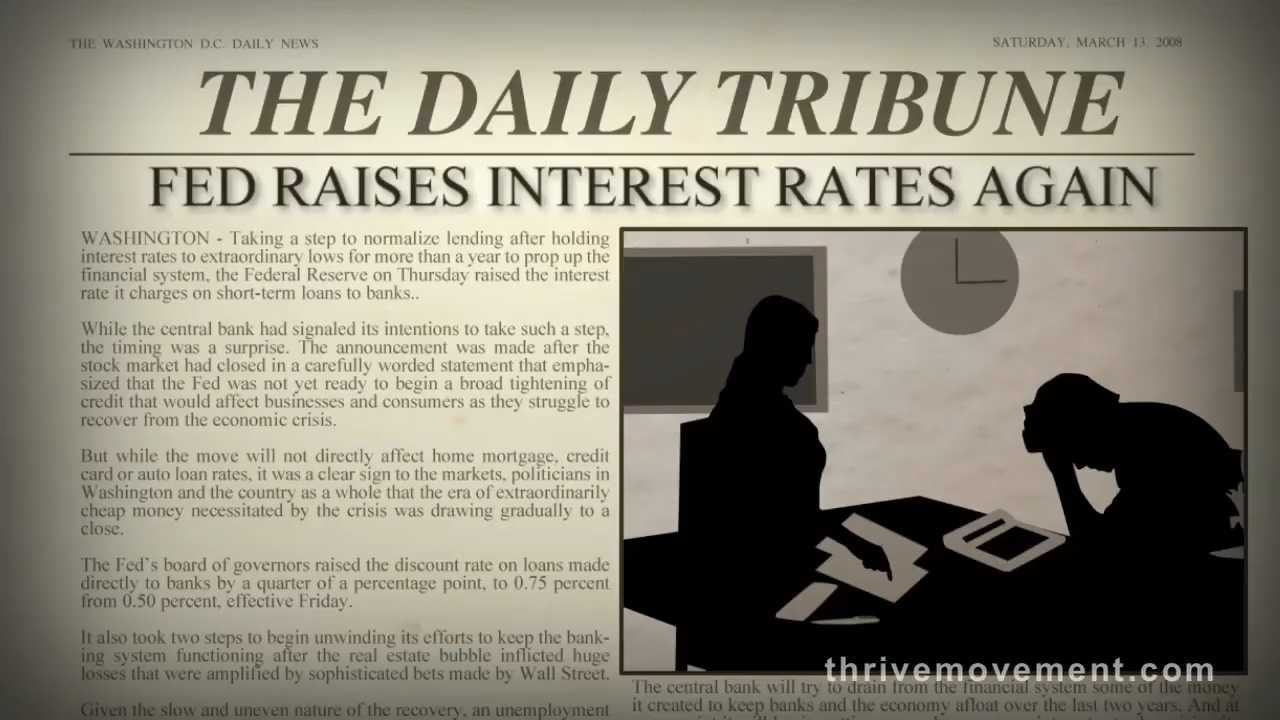 THE WASHINGTON D.C. DAILY NEWS
SATURDAY, MARCH 13. 2008
THE DAILY TRIBUNE
FED RAISES INTEREST RATES AGAIN
WASHINGTON - Taking a step to normalize lending after holding
interest rates to extraordinary lows for more than a year to prop up the
financial system, the Federal Reserve on Thursday raised the interest
rate it charges on short-term loans to banks..
While the central bank had signaled its intentions to take such a step,
the timing was a surprise. The announcement was made after the
stock market had closed in a carefully worded statement that empha-
sized that the Fed was not yet ready to begin a broad tightening of
credit that would affect businesses and consumers as they struggle to
recover from the economic crisis.
But while the move will not directly affect home mortgage, credit
card or auto loan rates, it was a clear sign to the markets, politicians in
Washington and the country as a whole that the era of extraordinarily
cheap money necessitated by the crisis was drawing gradually to a
close.
The Fed's board of governors raised the discount rate on loans made
directly to banks by a quarter of a percentage point, to 0.75 percent
from 0.50 percent, effective Friday.
It also took two steps to begin unwinding its efforts to keep the bank-
ing system functioning after the real estate bubble inflicted huge
losses that were amplified by sophisticated bets made by Wall Street.
Given the slow and uneven nature of the recovery, an unemployment
thrivemovement.com
The central bank will try to drain from the financial system some of the money
it created to keep banks and the economy afloat over the last two years. And at